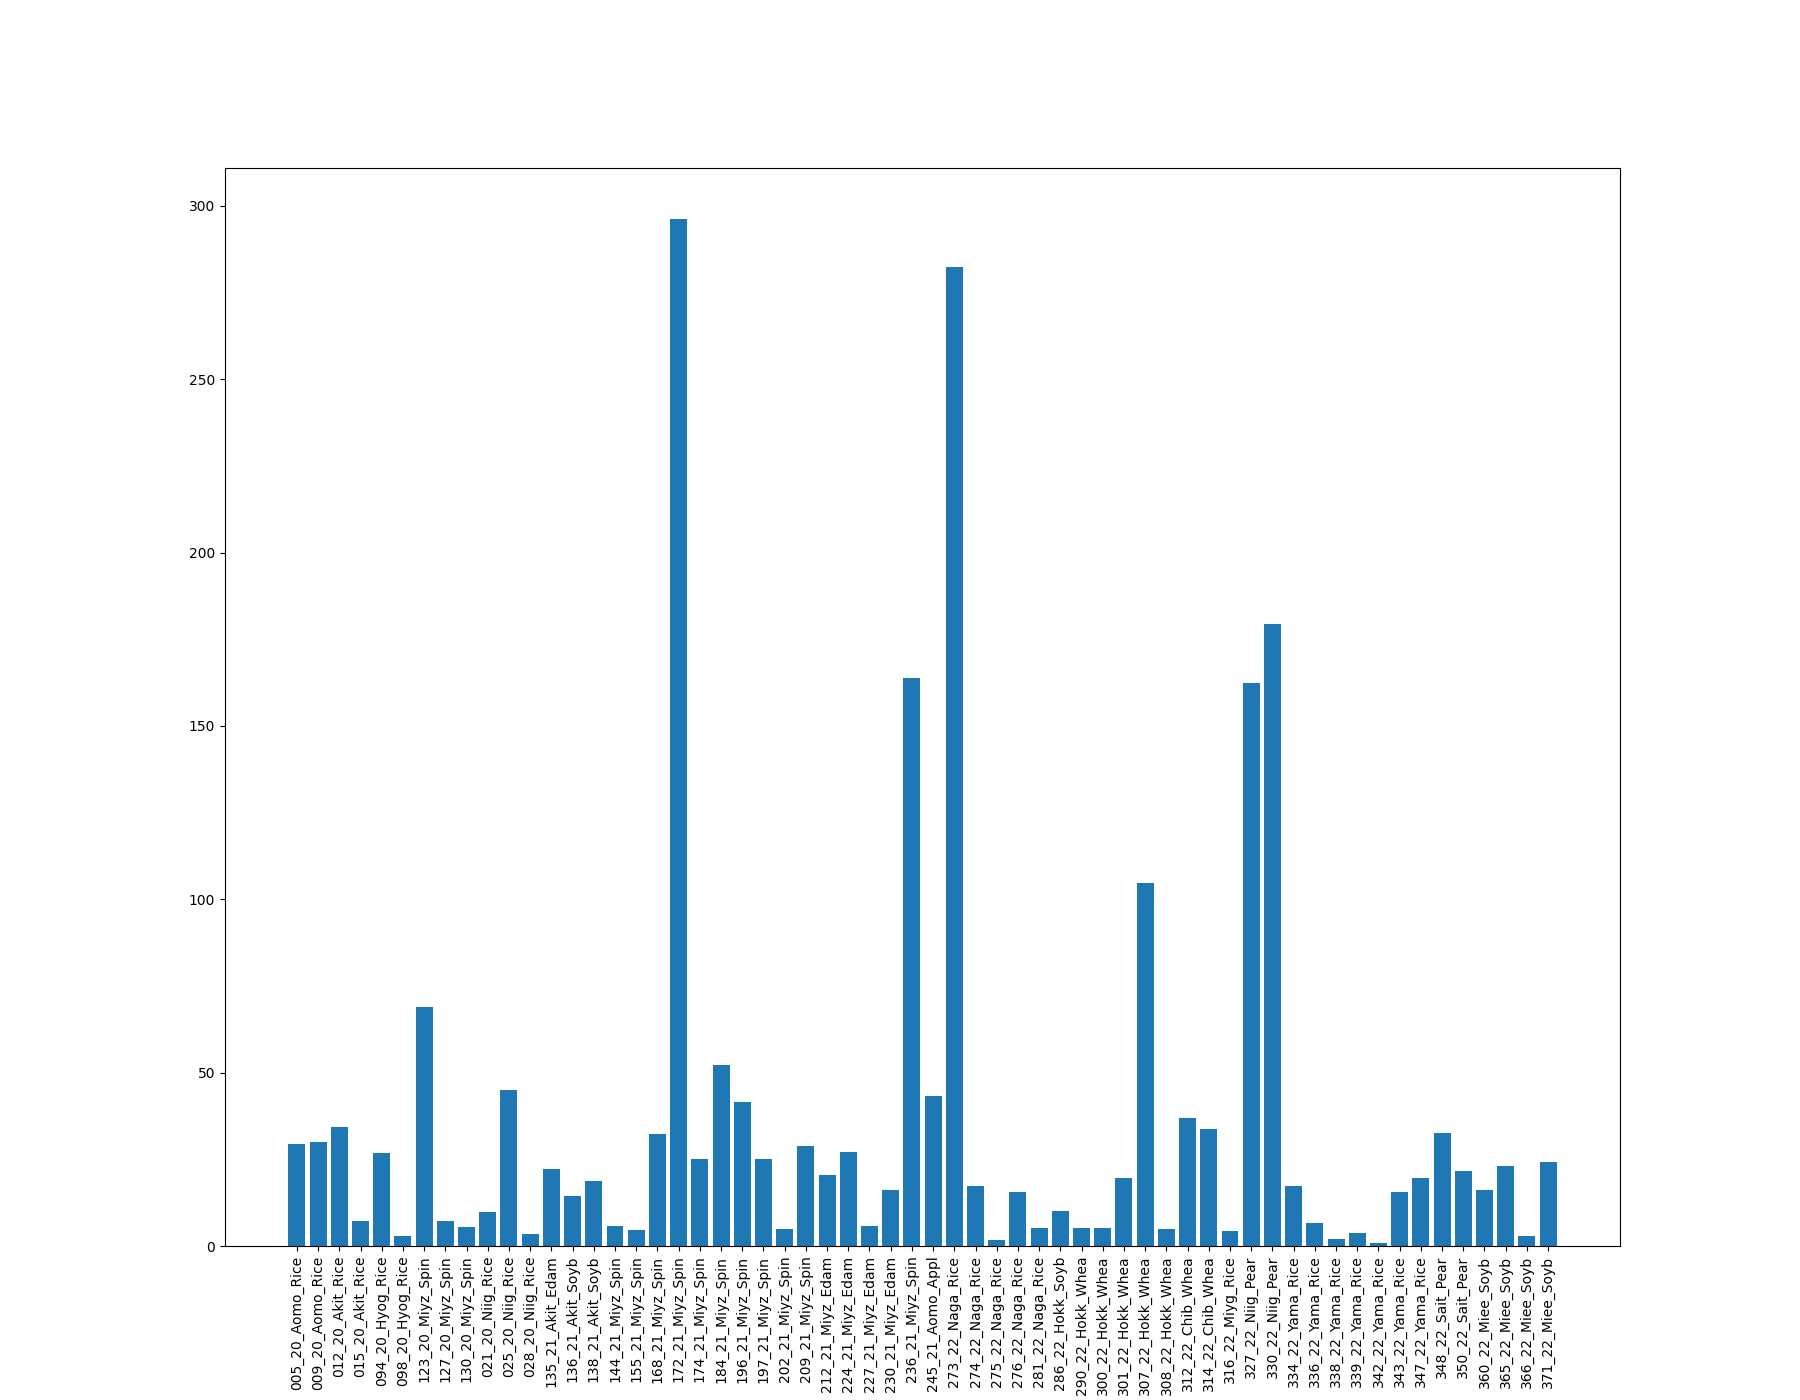 300
250
200
150
100
50
0
005_20_Aomo_Rice
009_20_Aomo_Rice
012_20_Akit_Rice
015_20_Akit_Rice
094_20_Hyog_Rice
098_20_Hyog_Rice
123_20_Miyz_Spin
127_20_Miyz_Spin
130_20_Miyz_Spin
021_20_Niig_Rice
025_20_Niig_Rice
028_20_Niig_Rice
135_21_Akit_Edam
136_21_Akit_Soyb
138_21_Akit_Soyb
144_21_Miyz_Spin
155_21_Miyz_Spin
168_21_Miyz_Spin
172_21_Miyz_Spin
174_21_Miyz_Spin
184_21_Miyz_Spin
196_21_Miyz_Spin
197_21_Miyz_Spin
202_21_Miyz_Spin
209_21_Miyz_Spin
212_21_Miyz_Edam
224_21_Miyz_Edam
227_21_Miyz_Edam
230_21_Miyz_Edam
236_21_Miyz_Spin
245_21_Aomo_Appl
273_22_Naga_Rice
274_22_Naga_Rice
275_22_Naga_Rice
276_22_Naga_Rice
281_22_Naga_Rice
286_22_Hokk_Soyb
290_22_Hokk_Whea
300_22_Hokk_Whea
301_22_Hokk_Whea
307_22_Hokk_Whea
308_22_Hokk_Whea
312_22_Chib_Whea
314_22_Chib_Whea
316_22_Miyg_Rice
327_22_Niig_Pear
330_22_Niig_Pear
334_22_Yama_Rice
336_22_Yama_Rice
338_22_Yama_Rice
339_22_Yama_Rice
342_22_Yama_Rice
343_22_Yama_Rice
347_22_Yama_Rice
348_22_Sait_Pear
350_22_Sait_Pear
360_22_Miee_Soyb
365_22_Miee_Soyb
366_22_Miee_Soyb
371_22_Miee_Soyb